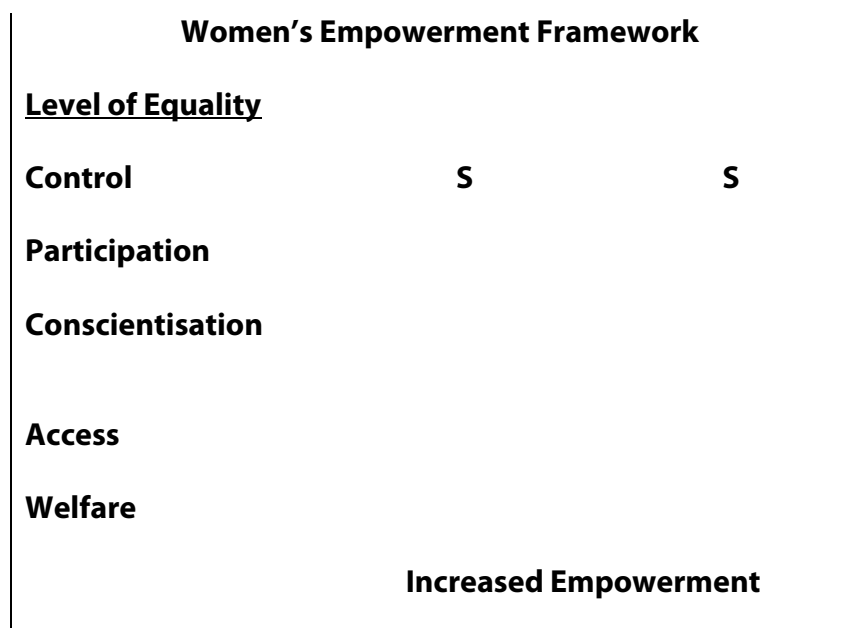 Women’s Empowerment Framework
Level of Equality
Control S S
Participation
Conscientisation
Access
Welfare
Increased Empowerment